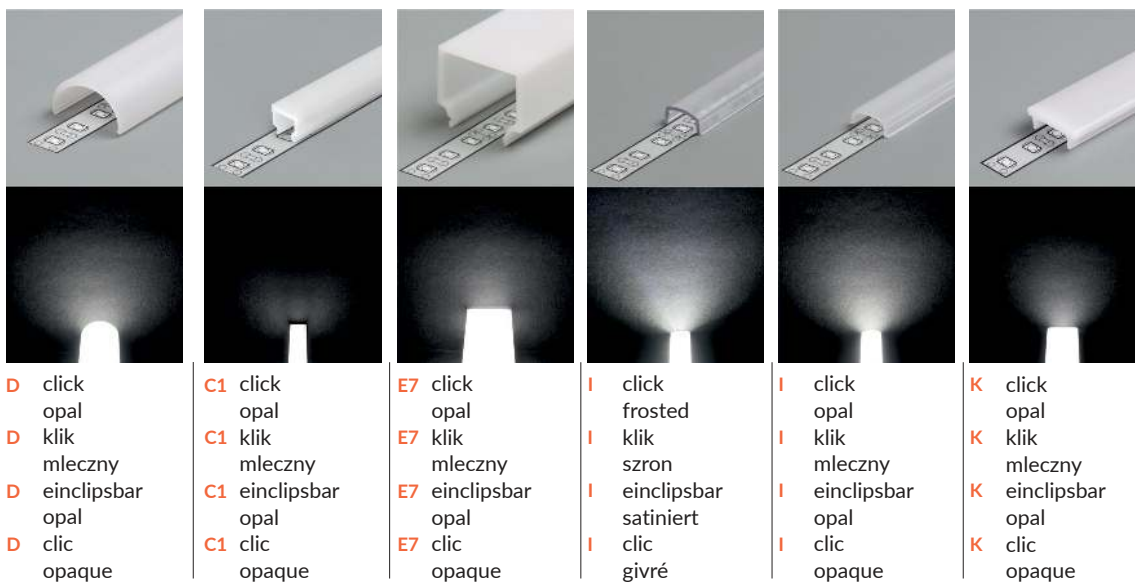 D click
opal
D klik
mleczny
D einclipsbar
opal
D clic
opaque
C1 click
opal
C1 klik
mleczny
C1 einclipsbar
opal
C1 clic
opaque
E7 click
opal
E7 klik
mleczny
E7 einclipsbar
opal
E7 clic
opaque
I click
frosted
I klik
szron
I einclipsbar
satiniert
I clic
givré
I click
opal
I klik
mleczny
I einclipsbar
opal
I clic
opaque
K click
opal
K klik
mleczny
K einclipsbar
opal
K clic
opaque